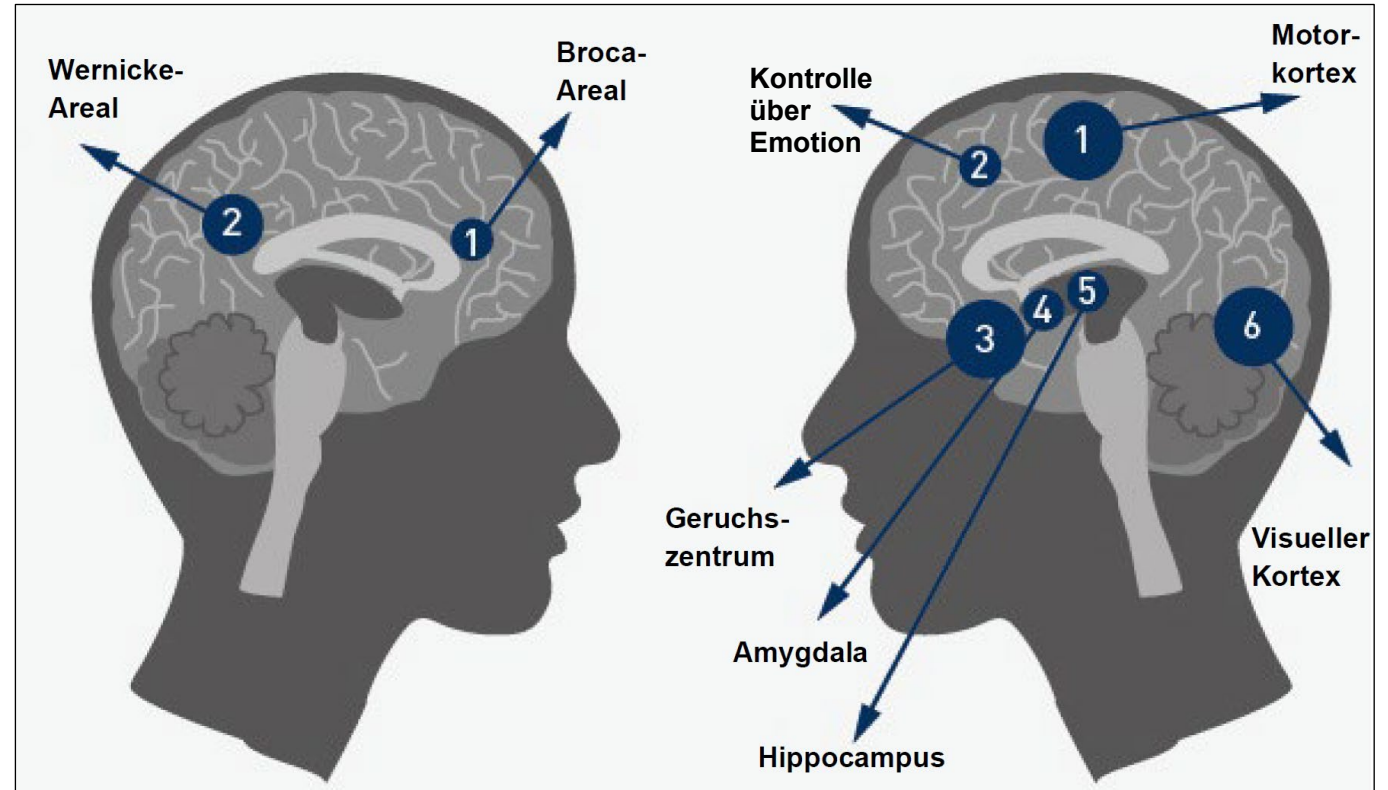 Wernicke-
Areal
Broca-
Areal
2
1
Kontrolle
über
Emotion
Motor-
kortex
1
2
3
4
5
6
Geruchs-
zentrum
Amygdala
Hippocampus
Visueller
Kortex